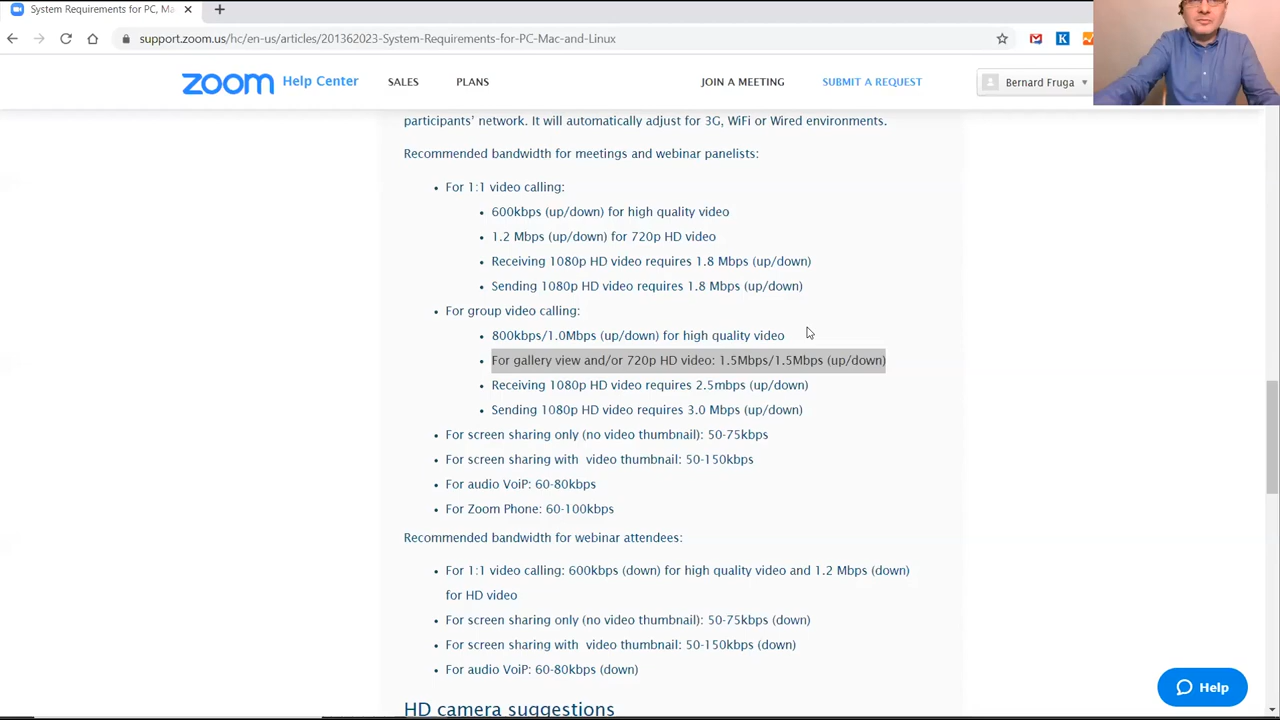 System Requirements for PC, Ma
support.zoom.us/hc/en-us/articles/201362023-System-Requirements-for-PC-Mac-and-Linux
zoom Help Center SALES PLANS JOIN A MEETING SUBMIT A REQUEST Bernard Fruga
participants’ network. It will automatically adjust for 3G, WiFi or Wired environments.
Recommended bandwidth for meetings and webinar panelists:
• For 1:1 video calling:
• 600kbps (up/down) for high quality video
• 1.2 Mbps (up/down) for 720p HD video
• Receiving 1080p HD video requires 1.8 Mbps (up/down)
• Sending 1080p HD video requires 1.8 Mbps (up/down)
• For group video calling:
• 800kbps/1.0Mbps (up/down) for high quality video
• For gallery view and/or 720p HD video: 1.5Mbps/1.5Mbps (up/down)
• Receiving 1080p HD video requires 2.5mbps (up/down)
• Sending 1080p HD video requires 3.0 Mbps (up/down)
• For screen sharing only (no video thumbnail): 50-75kbps
• For screen sharing with video thumbnail: 50-150kbps
• For audio VoiP: 60-80kbps
• For Zoom Phone: 60-100kbps
Recommended bandwidth for webinar attendees:
• For 1:1 video calling: 600kbps (down) for high quality video and 1.2 Mbps (down)
for HD video
• For screen sharing only (no video thumbnail): 50-75kbps (down)
• For screen sharing with video thumbnail: 50-150kbps (down)
• For audio VoiP: 60-80kbps (down)
HD camera suggestions
Help